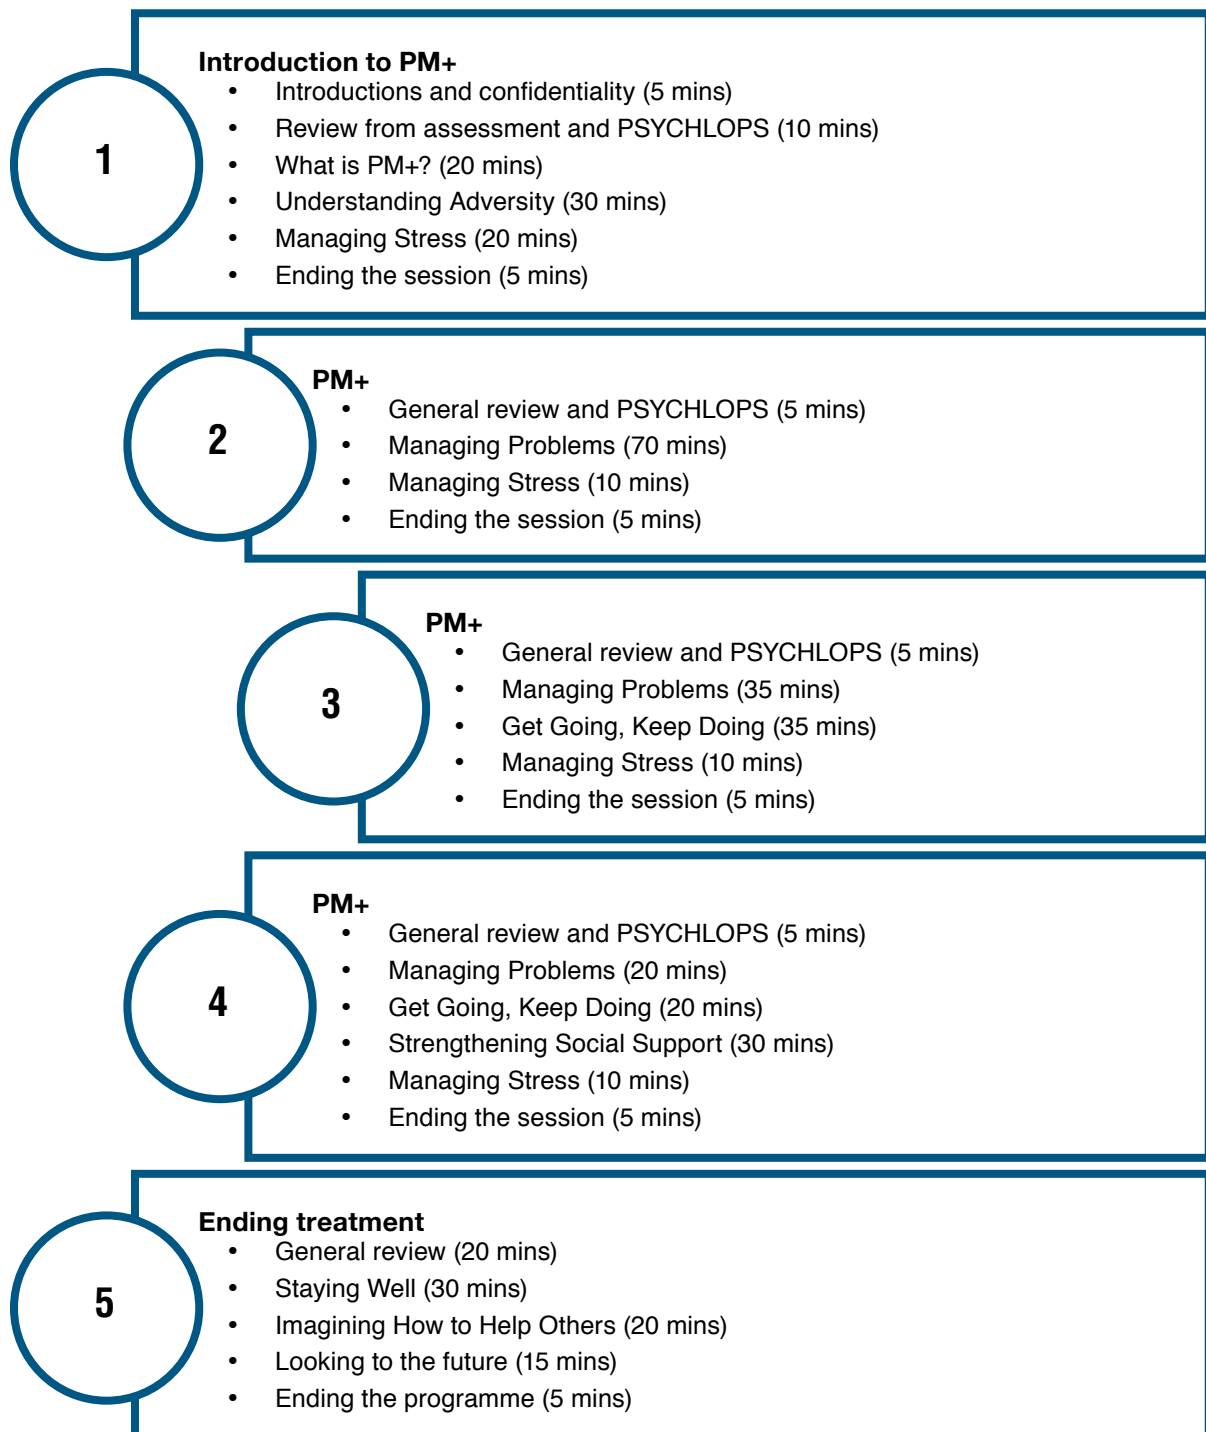 1
Introduction to PM+
• Introductions and confidentiality (5 mins)
• Review from assessment and PSYCHLOPS (10 mins)
• What is PM+? (20 mins)
• Understanding Adversity (30 mins)
• Managing Stress (20 mins)
• Ending the session (5 mins)
2
PM+
• General review and PSYCHLOPS (5 mins)
• Managing Problems (70 mins)
• Managing Stress (10 mins)
• Ending the session (5 mins)
3
PM+
• General review and PSYCHLOPS (5 mins)
• Managing Problems (35 mins)
• Get Going, Keep Doing (35 mins)
• Managing Stress (10 mins)
• Ending the session (5 mins)
4
PM+
• General review and PSYCHLOPS (5 mins)
• Managing Problems (20 mins)
• Get Going, Keep Doing (20 mins)
• Strengthening Social Support (30 mins)
• Managing Stress (10 mins)
• Ending the session (5 mins)
5
Ending treatment
• General review (20 mins)
• Staying Well (30 mins)
• Imagining How to Help Others (20 mins)
• Looking to the future (15 mins)
• Ending the programme (5 mins)